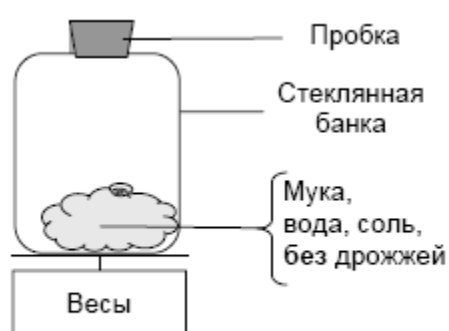 Пробка
Стеклянная
банка
Мука,
вода, соль,
без дрожжей
Весы